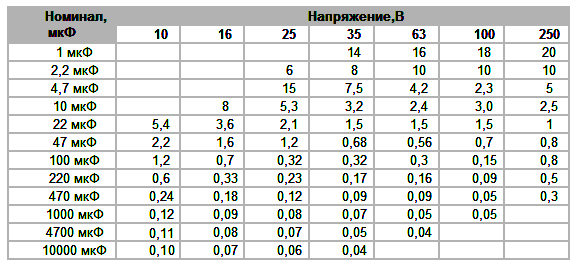 Номинал, Напряжение,В
мкФ 10 16 25 35 63 100 250
1 мкФ 14 16 18 20
2,2 мкФ 6 8 10 10 10
4,7 мкФ 15 7,5 4,2 2,3 5
10 мкФ 8 5,3 3,2 2,4 3,0 2,5
22 мкФ 5,4 3,6 2,1 1,5 1,5 1,5 1
47 мкФ 2,2 1,6 1,2 0,68 0,56 0,7 0,8
100 мкФ 1,2 0,7 0,32 0,32 0,3 0,15 0,8
220 мкФ 0,6 0,33 0,23 0,17 0,16 0,09 0,5
470 мкФ 0,24 0,18 0,12 0,09 0,09 0,05 0,3
1000 мкФ 0,12 0,09 0,08 0,07 0,05 0,05
4700 мкФ 0,11 0,08 0,07 0,05 0,04
10000 мкФ 0,10 0,07 0,06 0,04